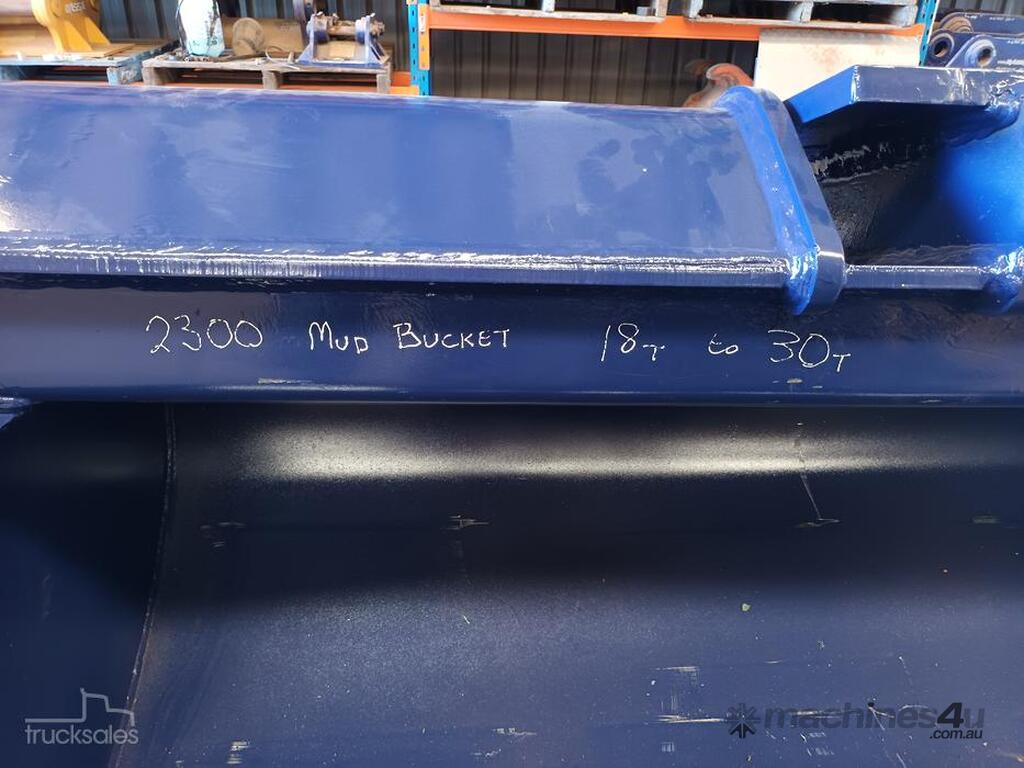 2300 MUD BUCKET 18T to 30T
trucksales
machines4u
.com.au